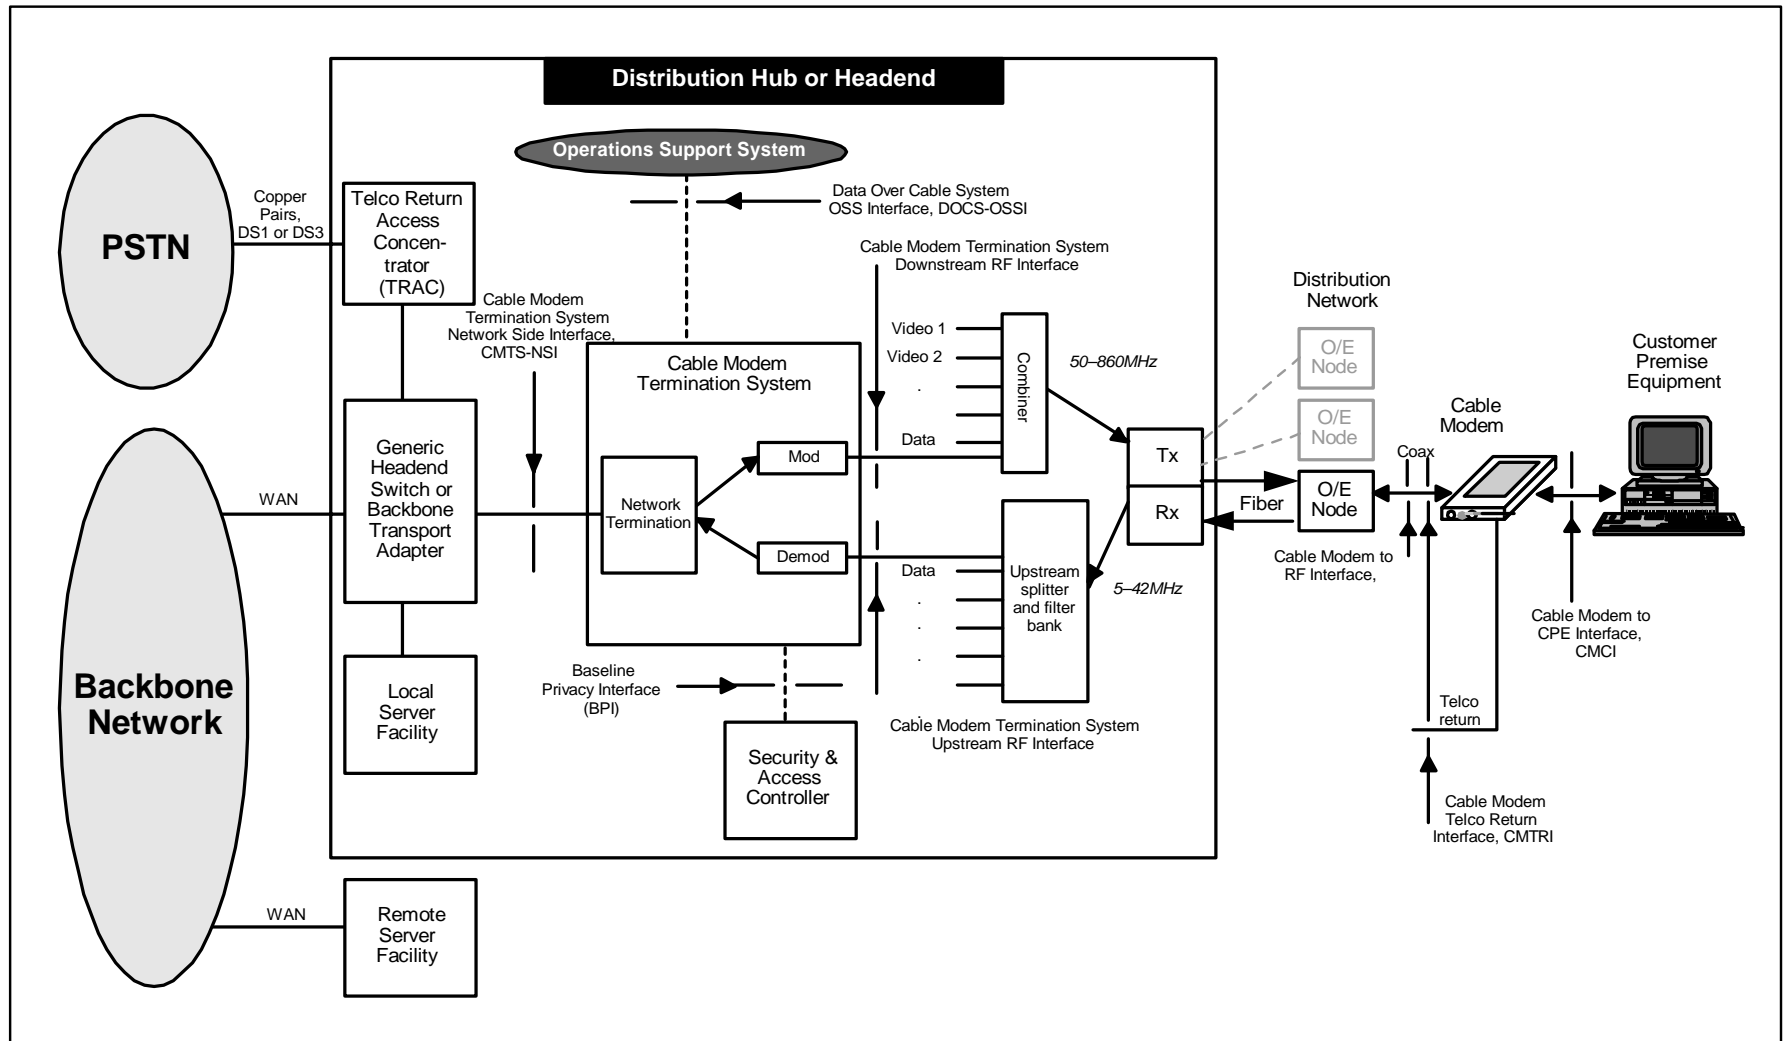 Distribution Hub or Headend
Operations Support System
Data Over Cable System
OSS Interface, DOCS-OSSI
PSTN
Copper
Pairs,
DS1 or DS3
Telco Return
Access
Concen-
trator
(TRAC)
Cable Modem
Termination System
Network Side Interface,
CMTS-NSI
Cable Modem Termination System
Downstream RF Interface
Distribution
Network
Video 1
Video 2
.
.
Data
Combiner
50–860MHz
O/E
Node
O/E
Node
O/E
Node
Customer
Premise
Equipment
Cable Modem
Termination System
Mod
Network
Termination
Demod
Generic
Headend
Switch or
Backbone
Transport
Adapter
WAN
Tx
Rx
Fiber
Coax
Cable
Modem
Cable Modem to
RF Interface,
5–42MHz
Data
.
.
.
.
Upstream
splitter
and filter
bank
Cable Modem Termination System
Upstream RF Interface
Cable Modem to
CPE Interface,
CMCI
Backbone
Network
Local
Server
Facility
Baseline
Privacy Interface
(BPI)
Security &
Access
Controller
Telco
return
Cable Modem
Telco Return
Interface, CMTRI
WAN
Remote
Server
Facility